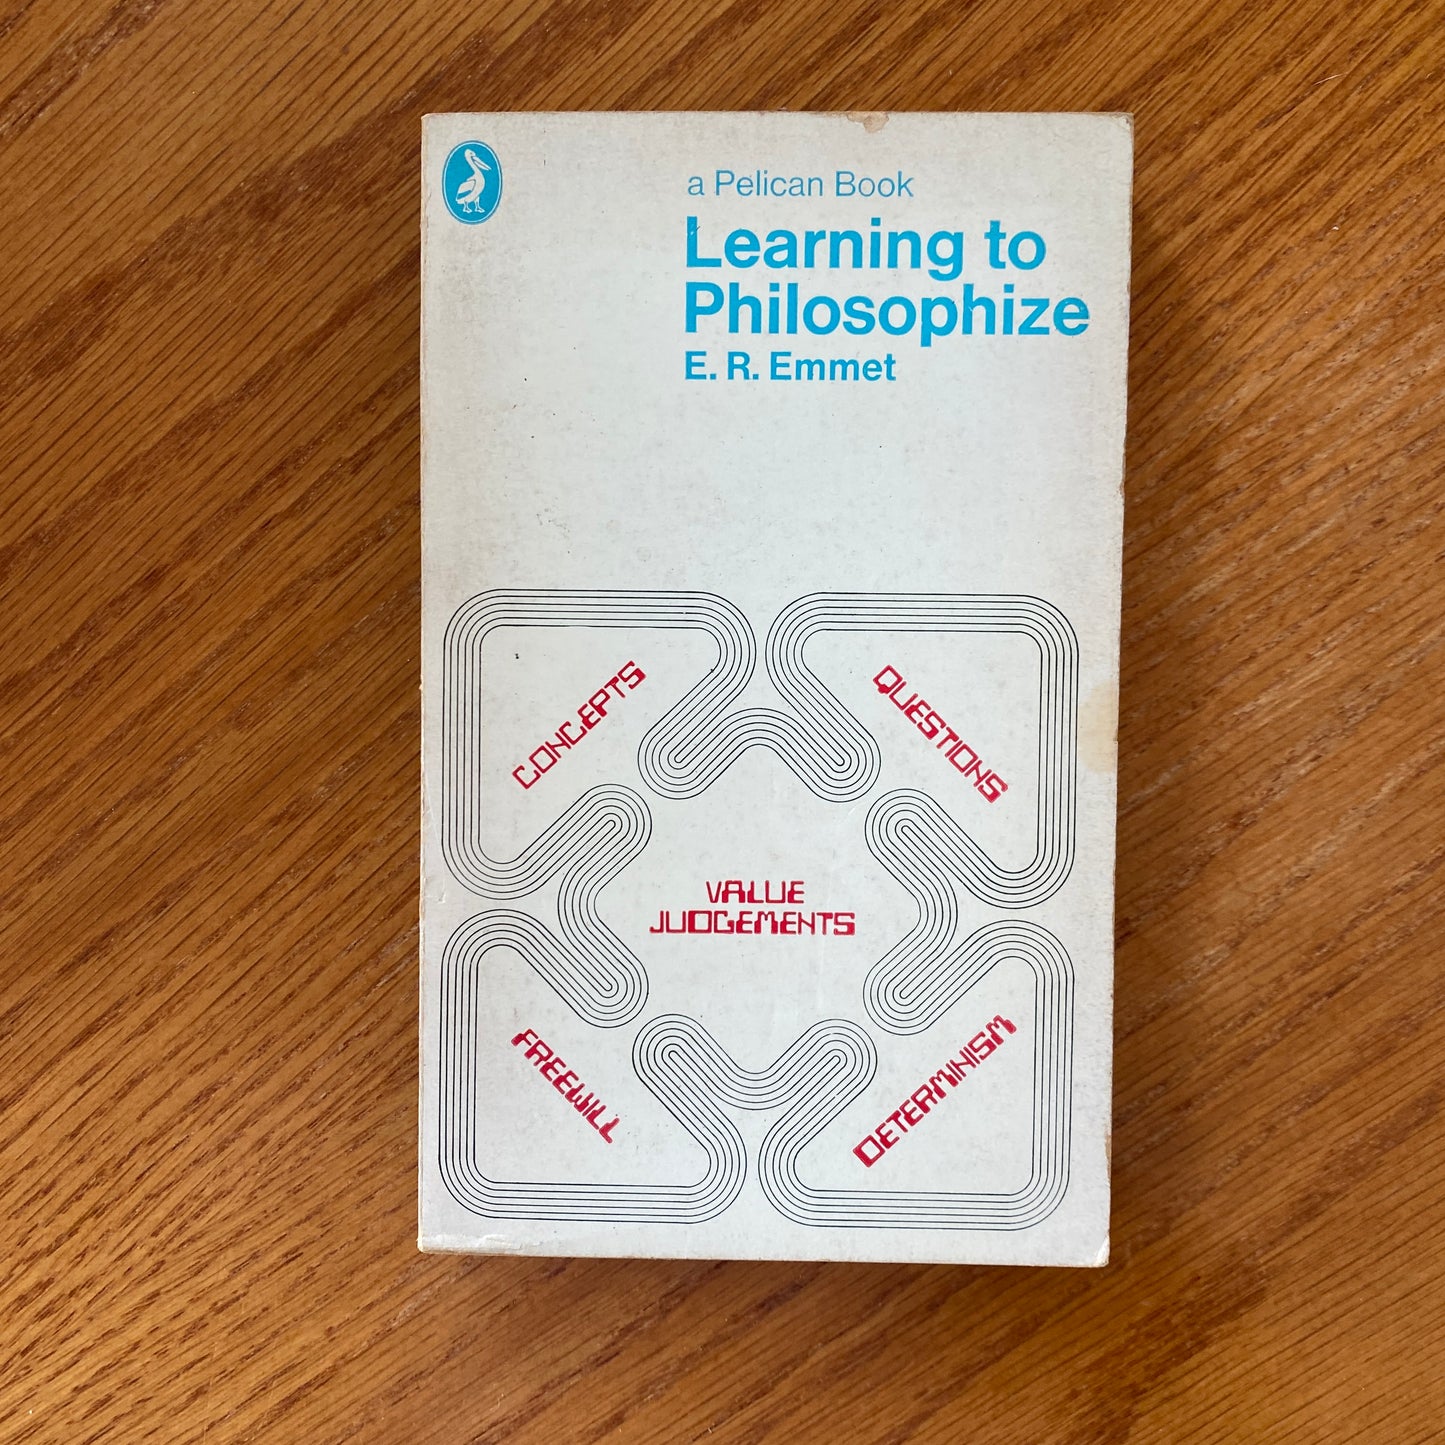 a Pelican Book
Learning to
Philosophize
E. R. Emmet
CONCEPTS
QUESTIONS
VALUE
JUDGEMENTS
FREEWILL
DETERMINISM